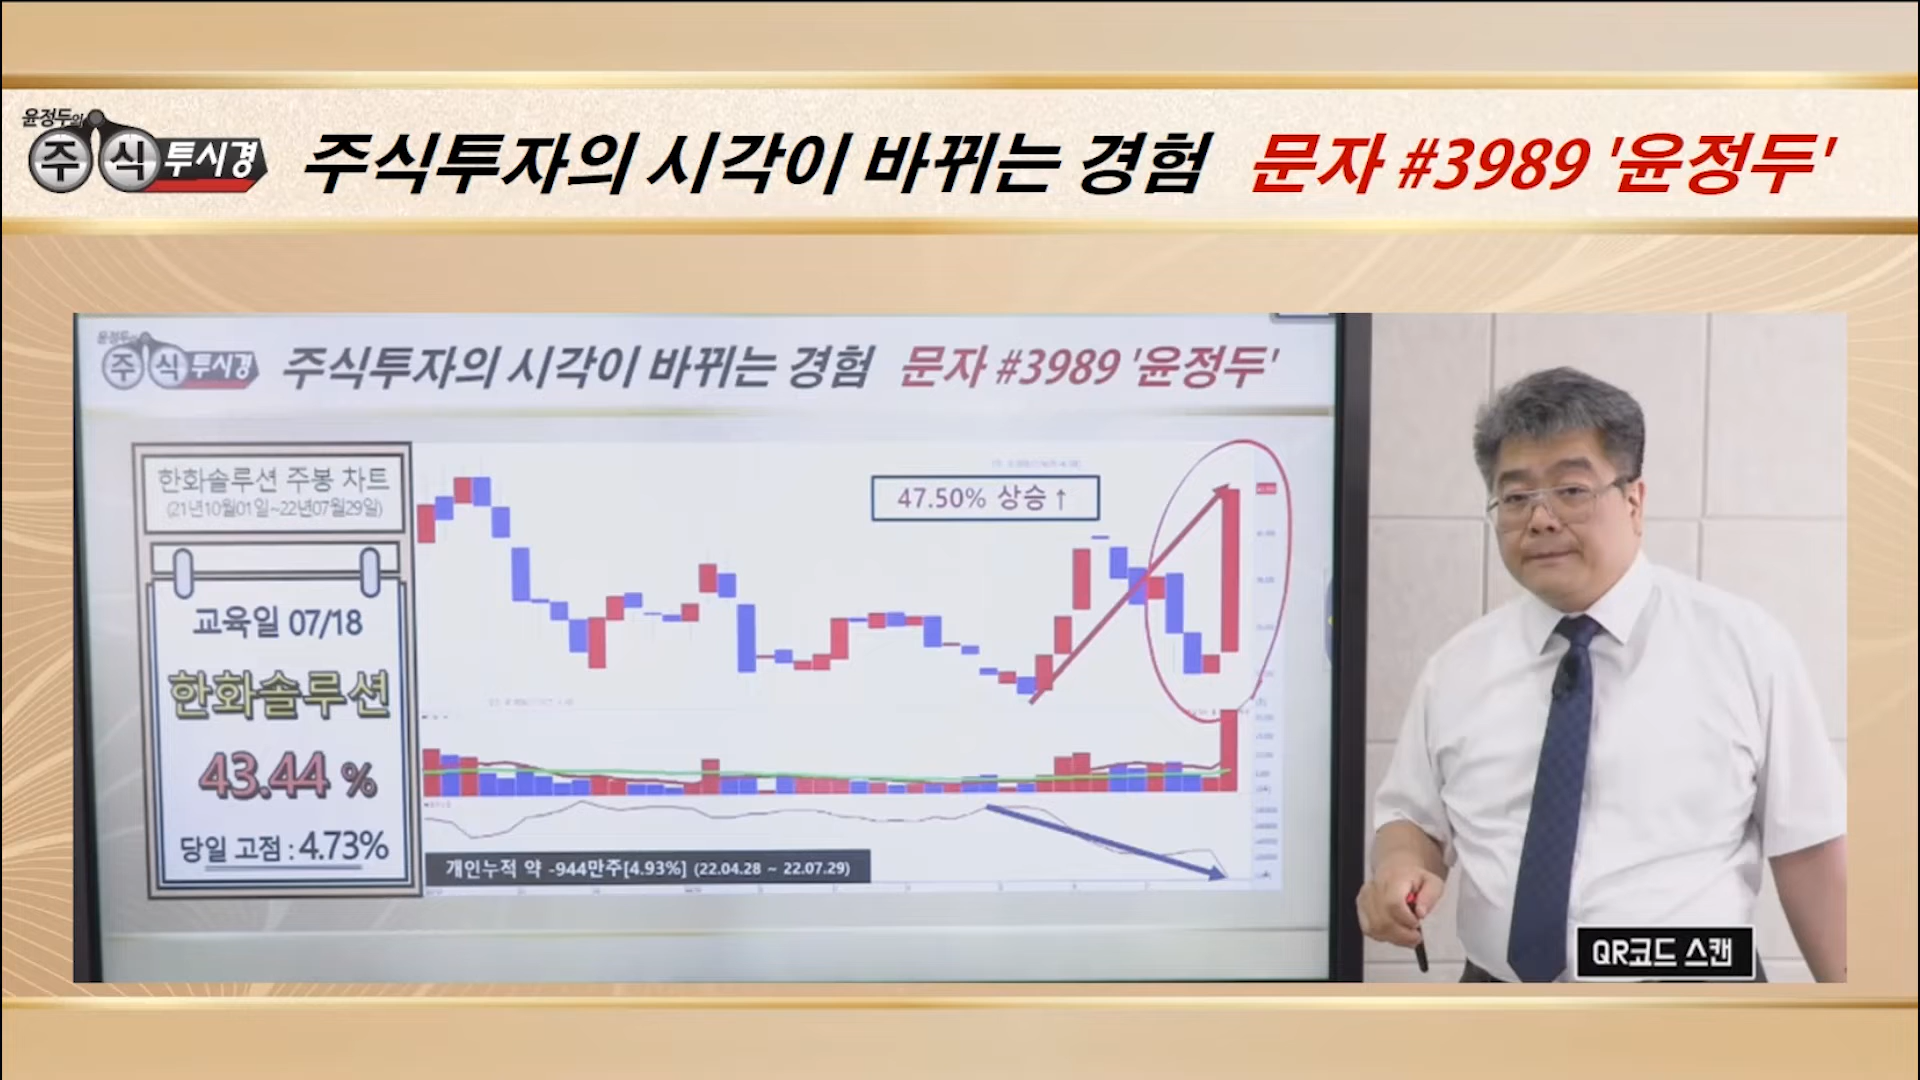 윤정두의
주식투시경
주식투자의 시각이 바뀌는 경험 문자 #3989 '윤정두'
윤정두의
주식투시경
주식투자의 시각이 바뀌는 경험 문자 #3989 '윤정두'
한화솔루션 주봉 차트
(21년10월01일~22년07월29일)
교육일 07/18
한화솔루션
43.44 %
당일 고점 : 4.73%
47.50% 상승 ↑
개인누적 약 -944만주[4.93%] (22.04.28 ~ 22.07.29)
QR코드 스캔